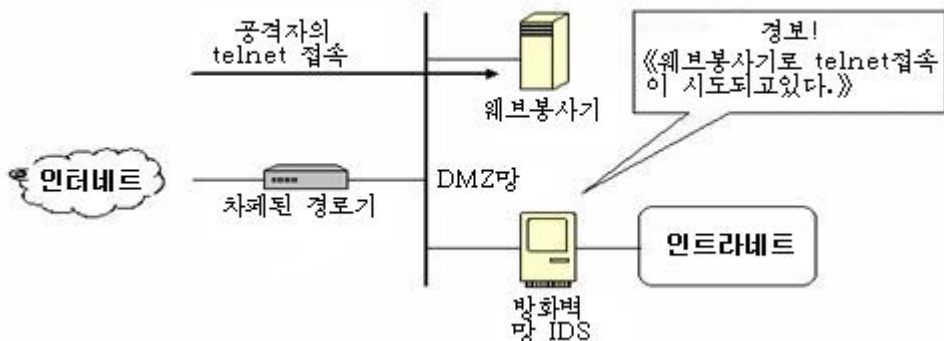 공격자의
telnet 접속
웨브봉사기
경보!
《웨브봉사기로 telnet접속
이 시도되고있다.》
인터네트
차폐된 경로기
DMZ망
인트라네트
방화벽
망 IDS